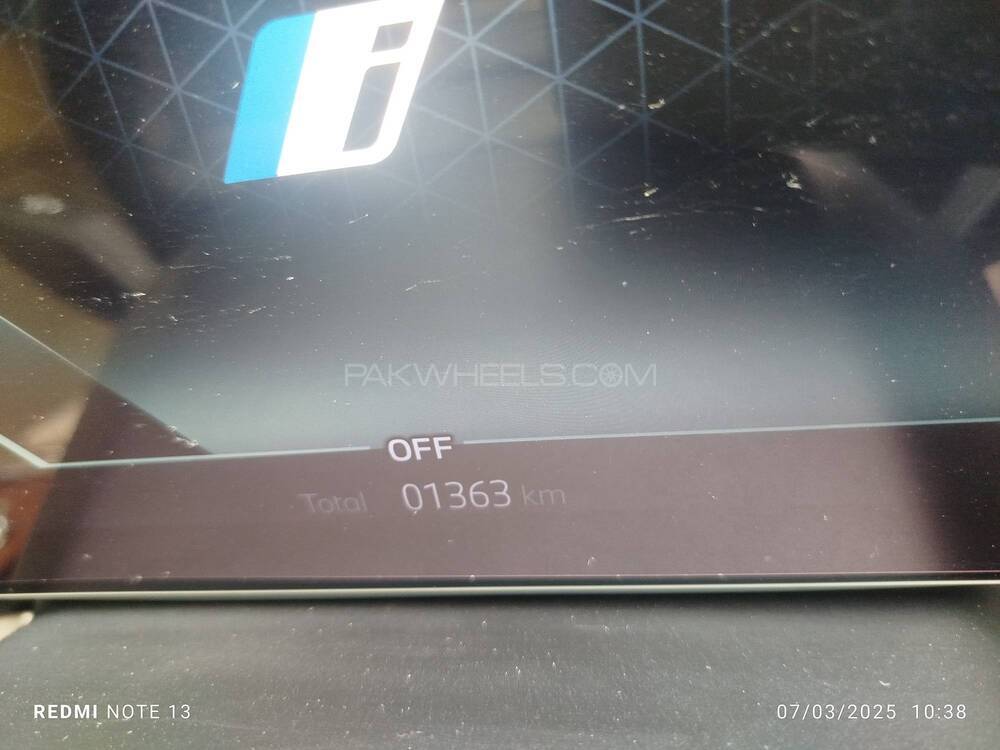 i
PAKWHEELS.COM
OFF
Total 01363 km
REDMI NOTE 13
07/03/2025 10:38